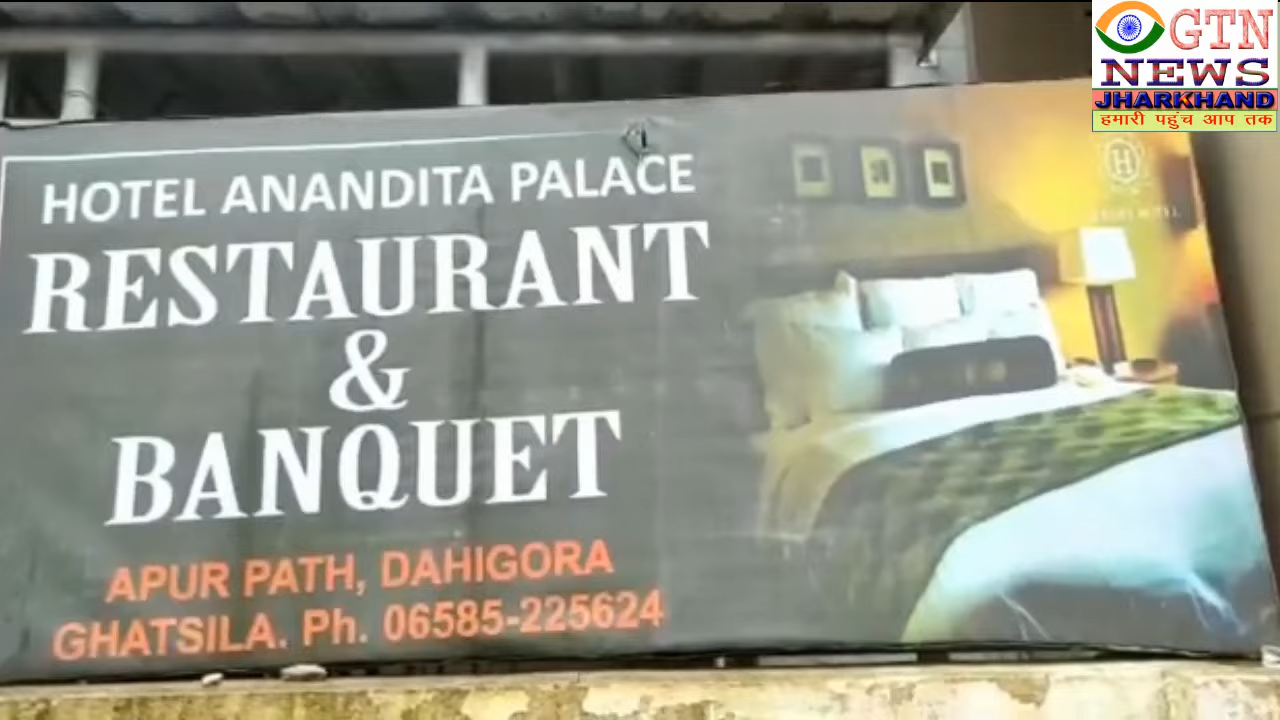 HOTEL ANANDITA PALACE
RESTAURANT
&
BANQUET
APUR PATH, DAHIGORA
GHATSILA. Ph. 06585-225624
GTN
NEWS
JHARKHAND
हमारी पहुंच आप तक
H